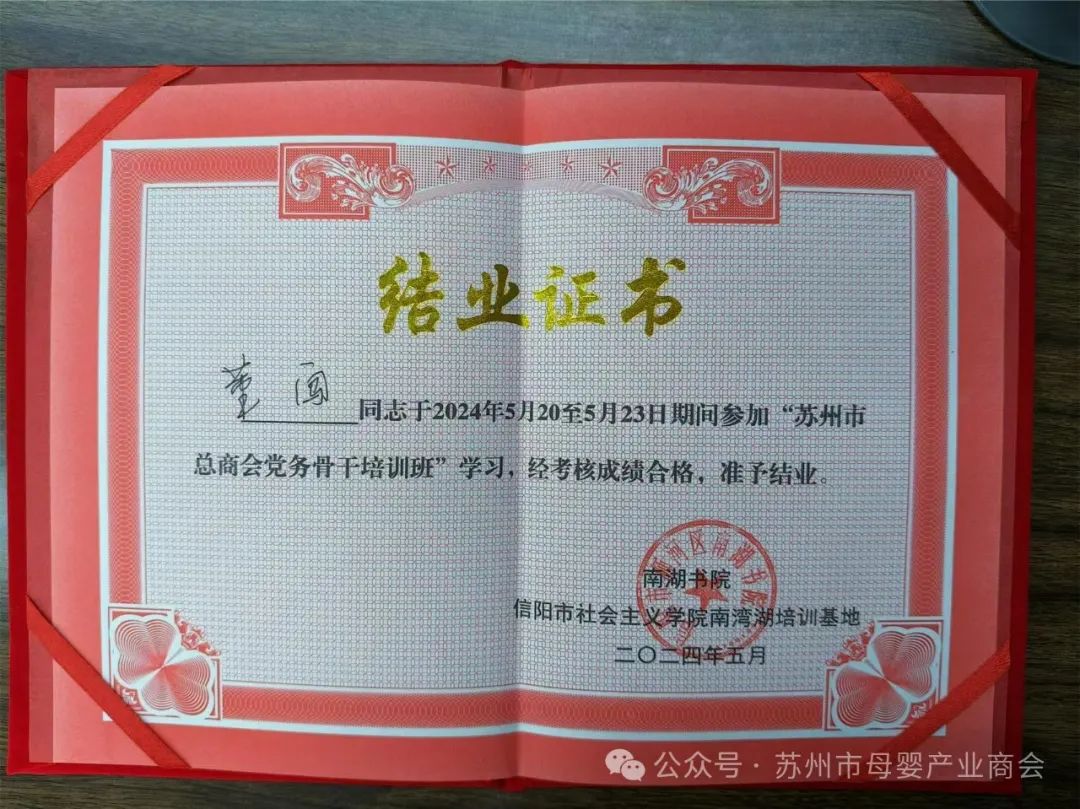 结业证书
董闯同志于2024年5月20至5月23日期间参加“苏州市
总商会党务骨干培训班”学习，经考核成绩合格，准予结业。
南湖书院
信阳市社会主义学院南湾湖培训基地
二〇二四年五月
公众号·苏州市母婴产业商会